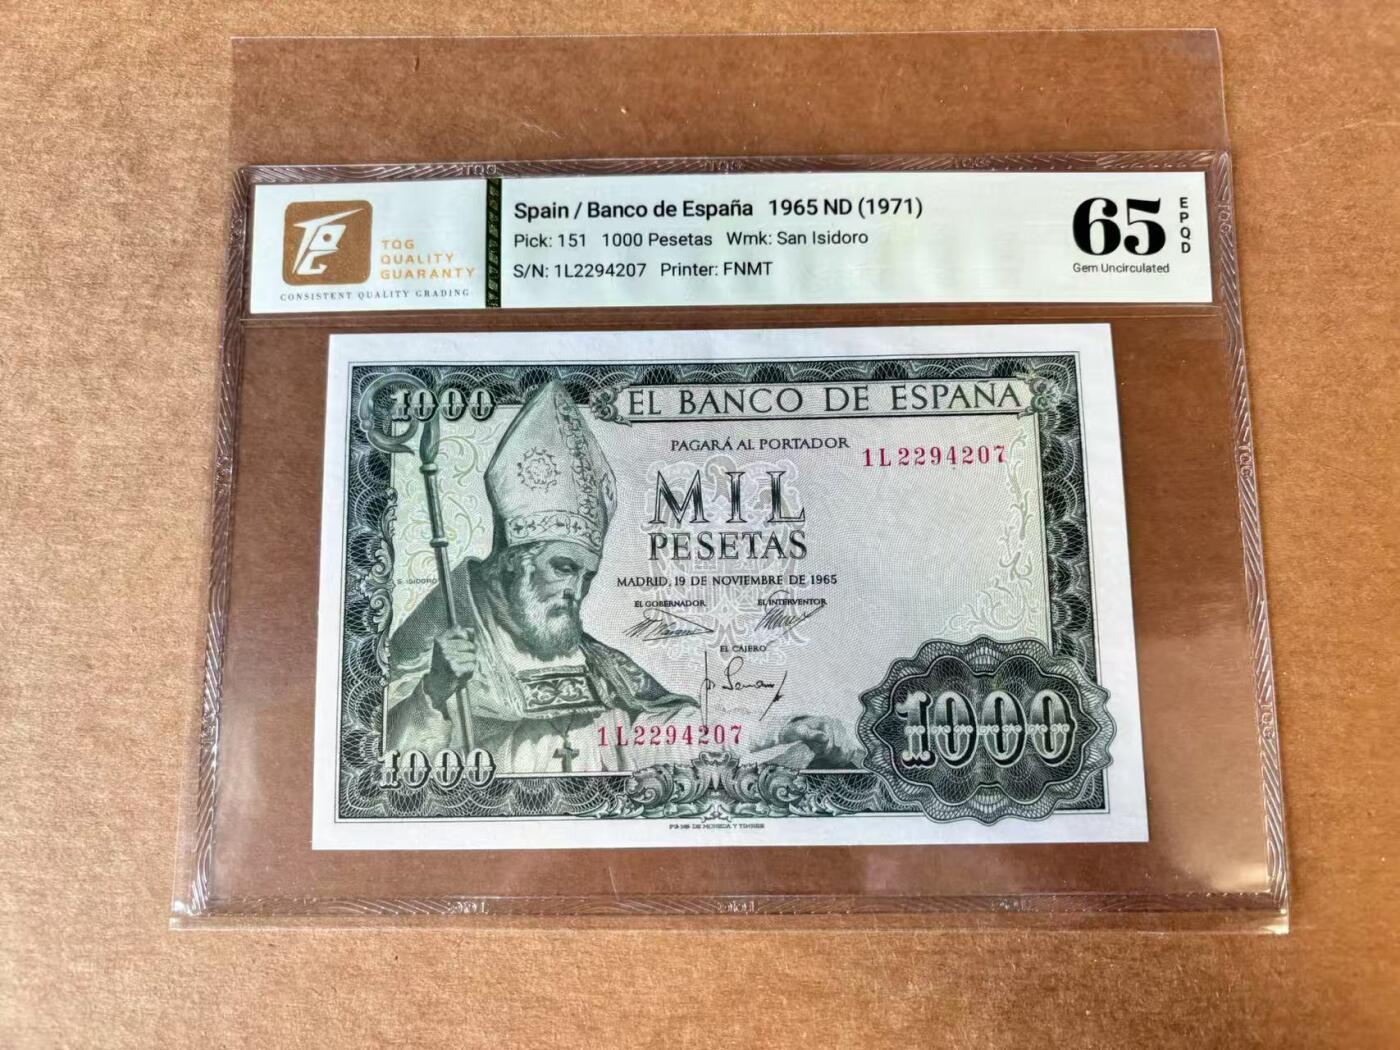 TQG
QUALITY
GUARANTY
CONSISTENT QUALITY GRADING
Spain / Banco de España 1965 ND (1971)
Pick: 151 1000 Pesetas Wmk: San Isidoro
S/N: 1L2294207 Printer: FNMT
65
Gem Uncirculated
EPQD
1000
EL BANCO DE ESPAÑA
PAGARÁ AL PORTADOR
1L2294207
MIL
PESETAS
S. ISIDORO
MADRID, 19 DE NOVIEMBRE DE 1965
EL GOBERNADOR
EL INTERVENTOR
EL CAJERO
1L2294207
1000
1000